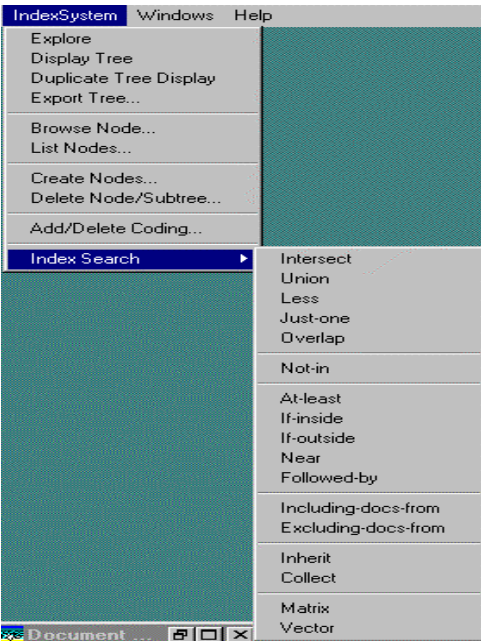 IndexSystem Windows Help
Explore
Display Tree
Duplicate Tree Display
Export Tree...
Browse Node...
List Nodes...
Create Nodes...
Delete Node/Subtree...
Add/Delete Coding...
Index Search
Intersect
Union
Less
Just-one
Overlap
Not-in
At-least
If-inside
If-outside
Near
Followed-by
Including-docs-from
Excluding-docs-from
Inherit
Collect
Matrix
Vector
Document ...